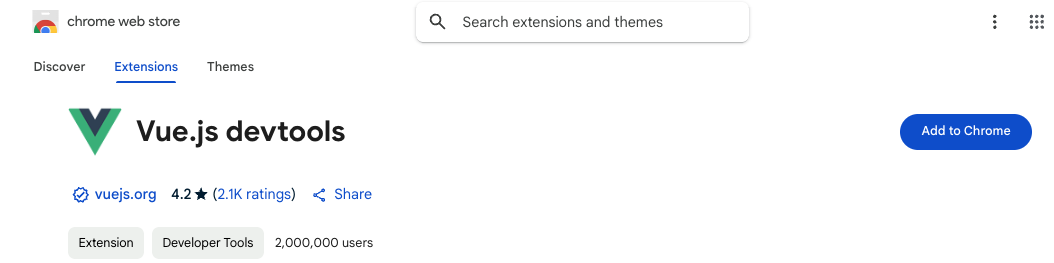 chrome web store
Search extensions and themes
Discover Extensions Themes
Vue.js devtools
Add to Chrome
vuejs.org 4.2 ★ (2.1K ratings) Share
Extension Developer Tools 2,000,000 users